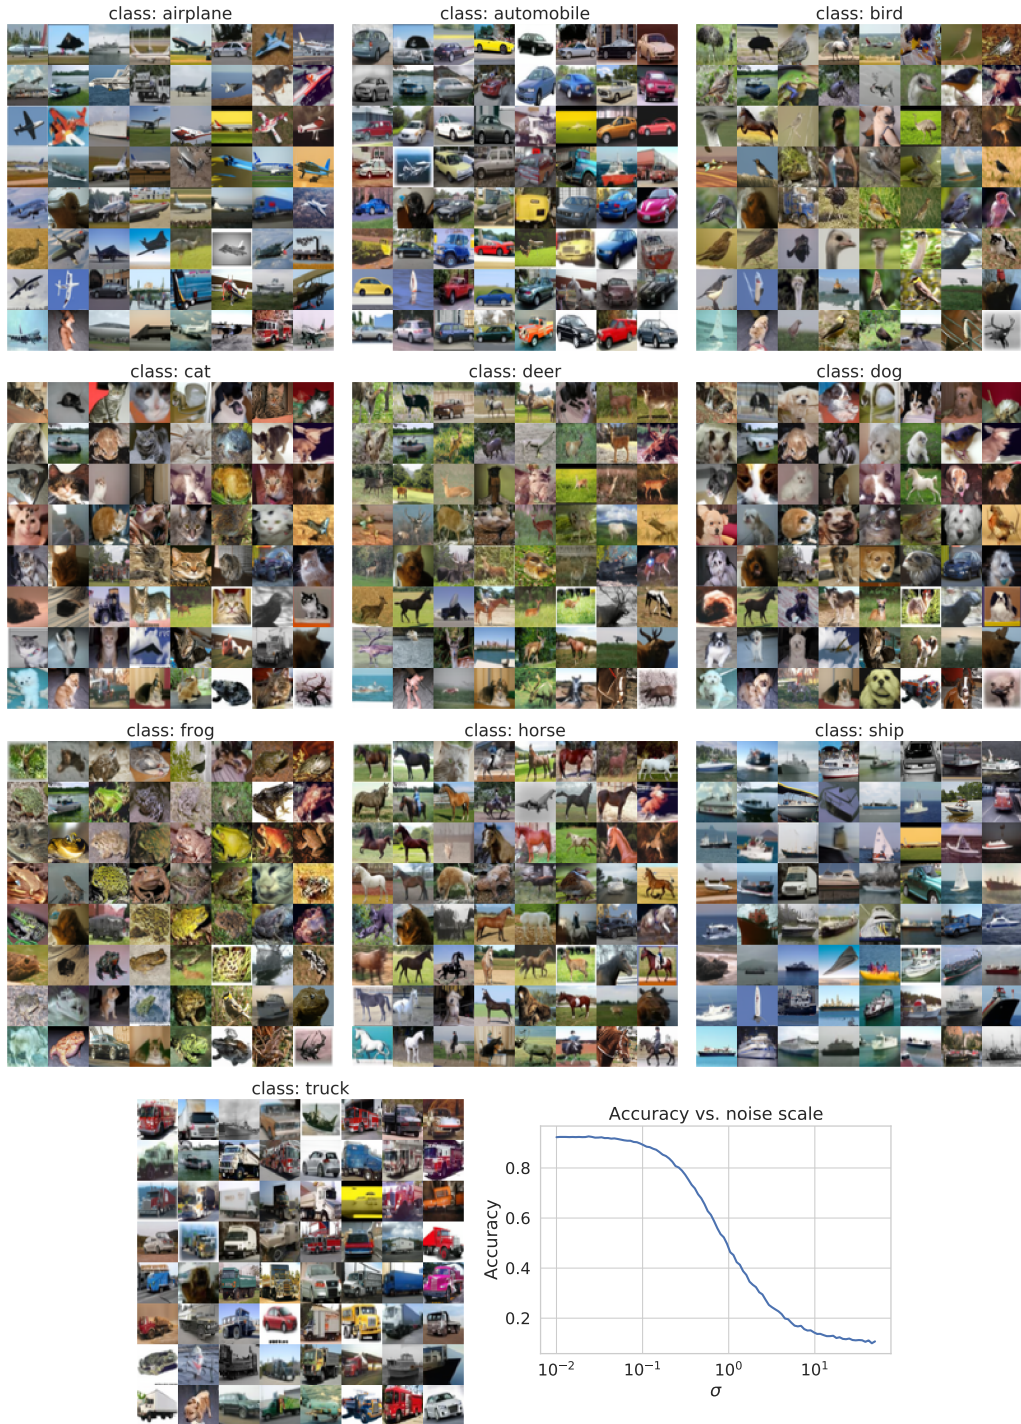 class: airplane
class: automobile
class: bird
class: cat
class: deer
class: dog
class: frog
class: horse
class: ship
class: truck
Accuracy vs. noise scale
Accuracy
0.8
0.6
0.4
0.2
10⁻² 10⁻¹ 10⁰ 10¹
σ